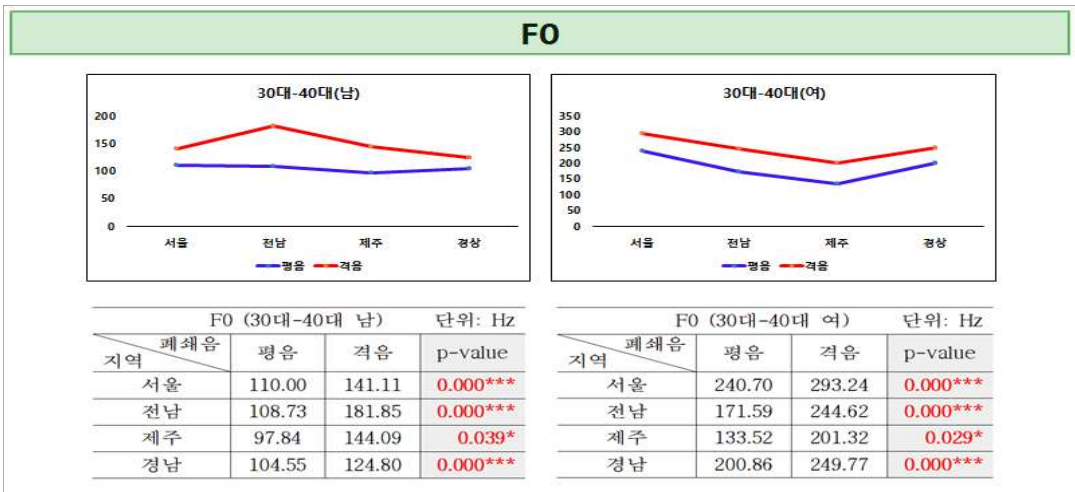 F0
30대-40대(남)
200
150
100
50
0
서울 전남 제주 경상
평음 격음
30대-40대(여)
350
300
250
200
150
100
50
0
서울 전남 제주 경상
평음 격음
F0 (30대-40대 남) 단위: Hz
폐쇄음
지역 평음 격음 p-value
서울 110.00 141.11 0.000***
전남 108.73 181.85 0.000***
제주 97.84 144.09 0.039*
경남 104.55 124.80 0.000***
F0 (30대-40대 여) 단위: Hz
폐쇄음
지역 평음 격음 p-value
서울 240.70 293.24 0.000***
전남 171.59 244.62 0.000***
제주 133.52 201.32 0.029*
경남 200.86 249.77 0.000***